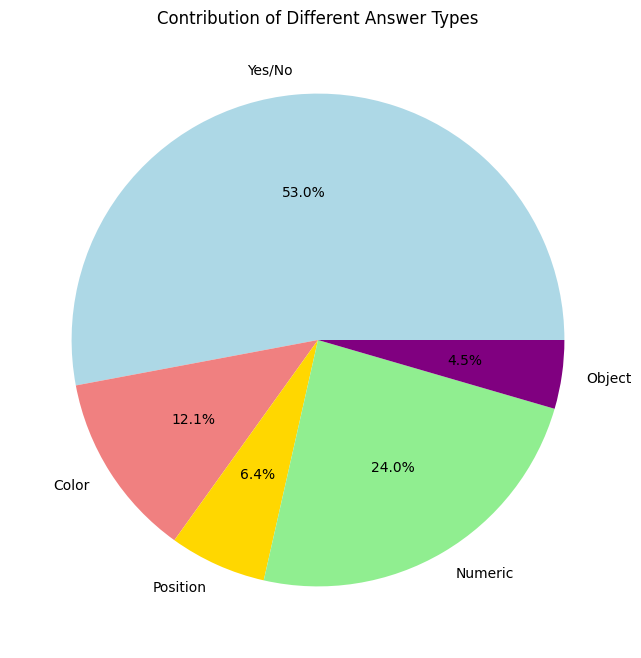 Contribution of Different Answer Types
Yes/No
53.0%
4.5%
Object
12.1%
6.4%
24.0%
Color
Position
Numeric